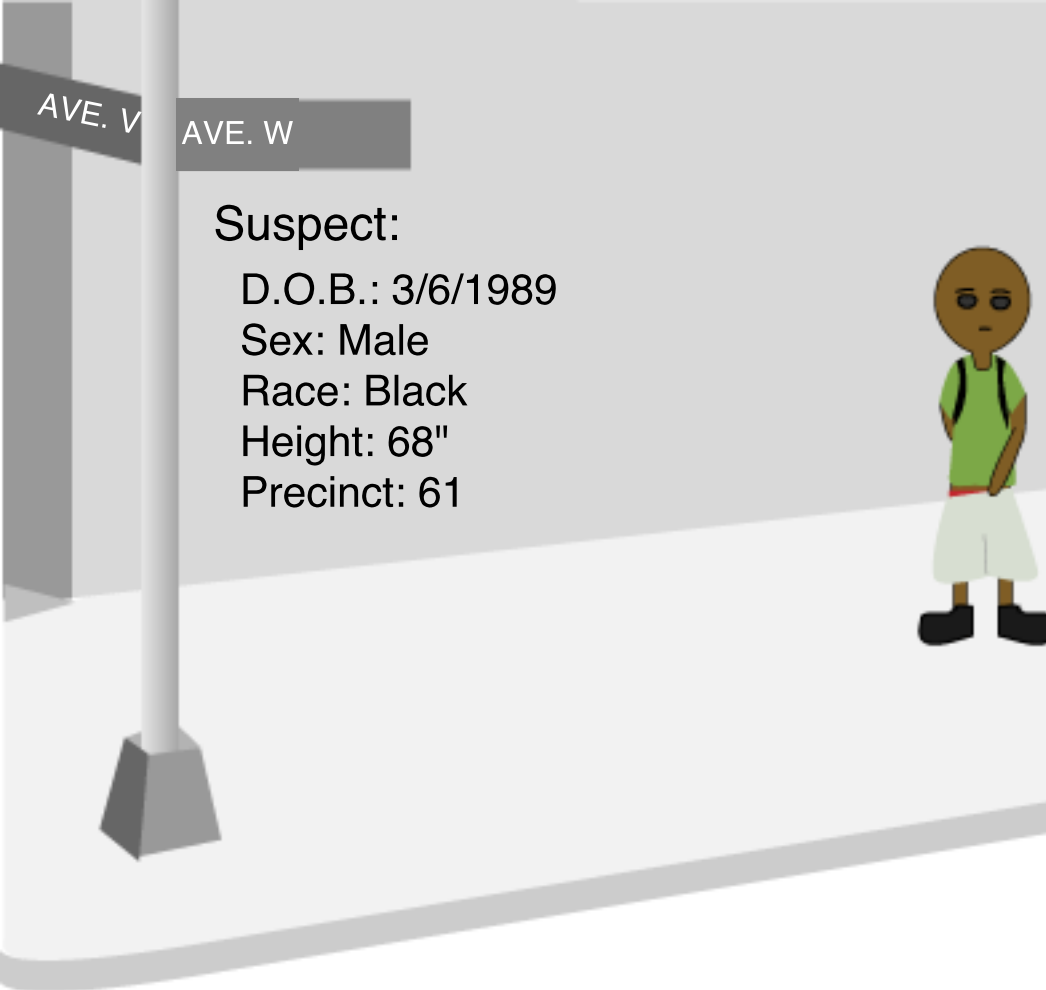 AVE. V
AVE. W
Suspect:
D.O.B.: 3/6/1989
Sex: Male
Race: Black
Height: 68"
Precinct: 61